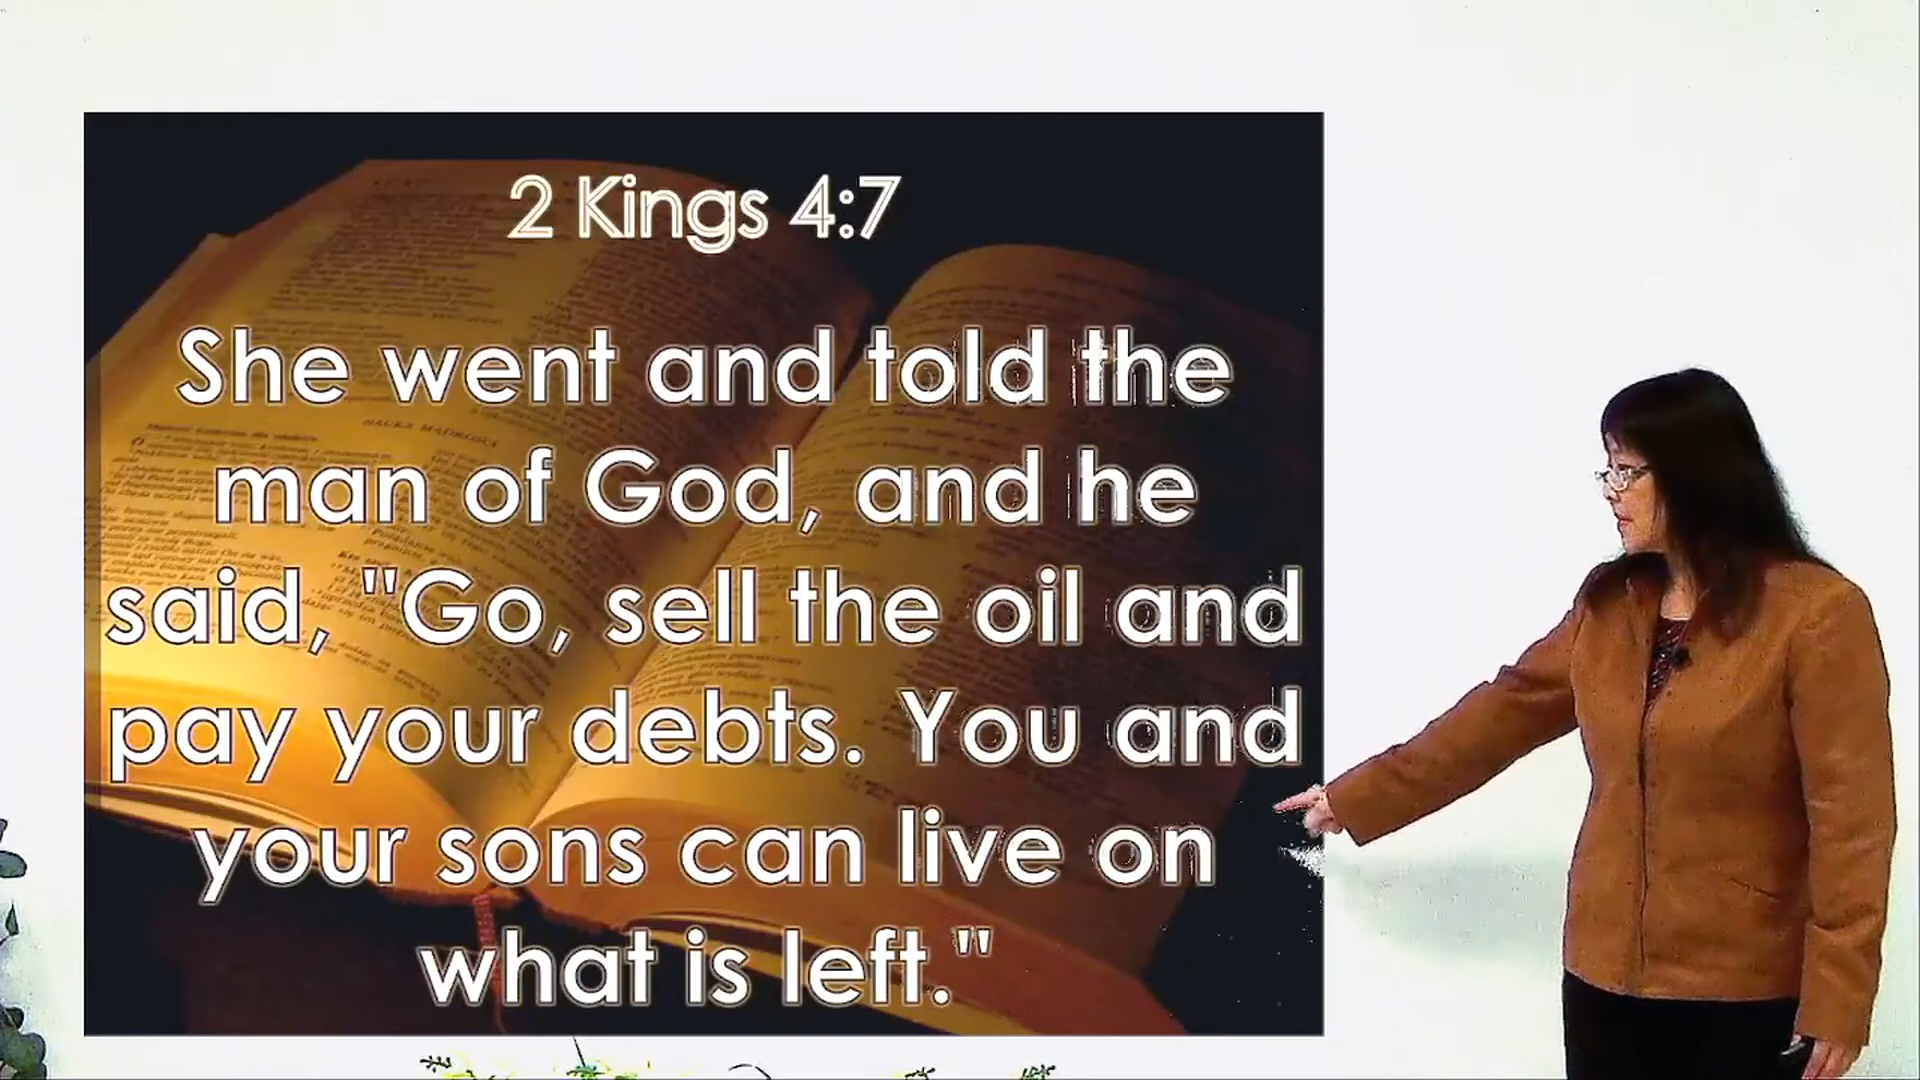 2 Kings 4:7
She went and told the
man of God, and he
said, "Go, sell the oil and
pay your debts. You and
your sons can live on
what is left."